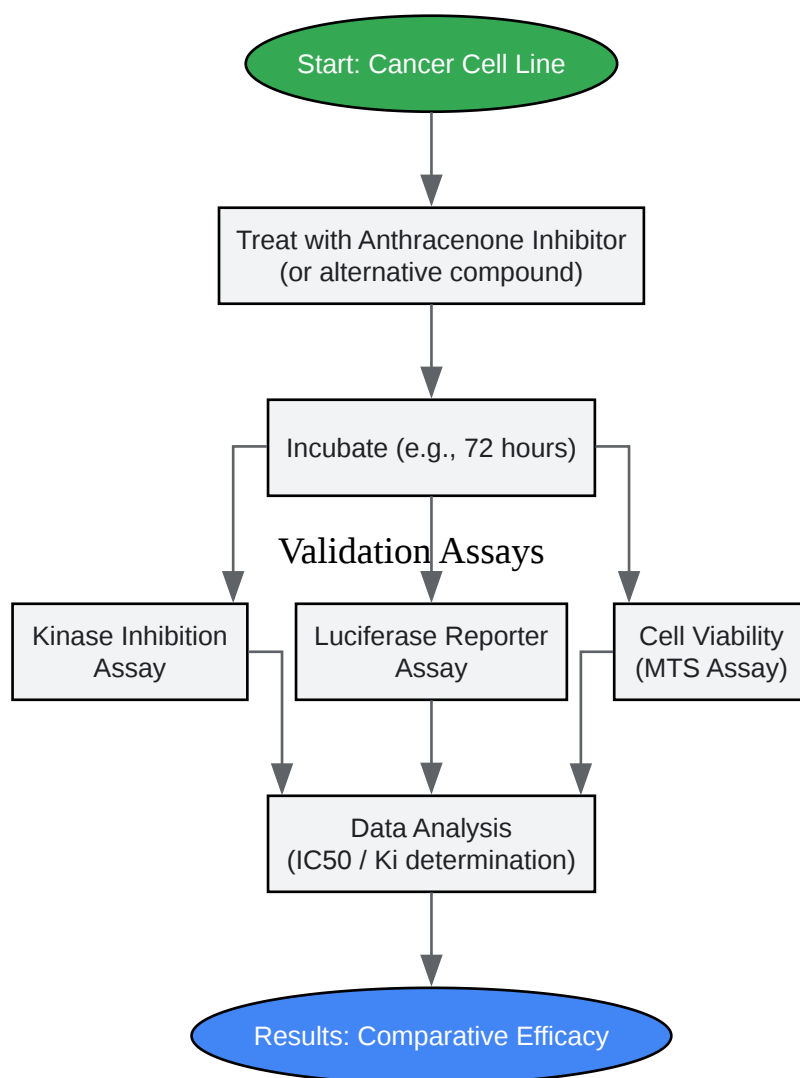 Start: Cancer Cell Line
Treat with Anthracenone Inhibitor
(or alternative compound)
Incubate (e.g., 72 hours)
Validation Assays
Kinase Inhibition
Assay
Luciferase Reporter
Assay
Cell Viability
(MTS Assay)
Data Analysis
(IC50 / Ki determination)
Results: Comparative Efficacy